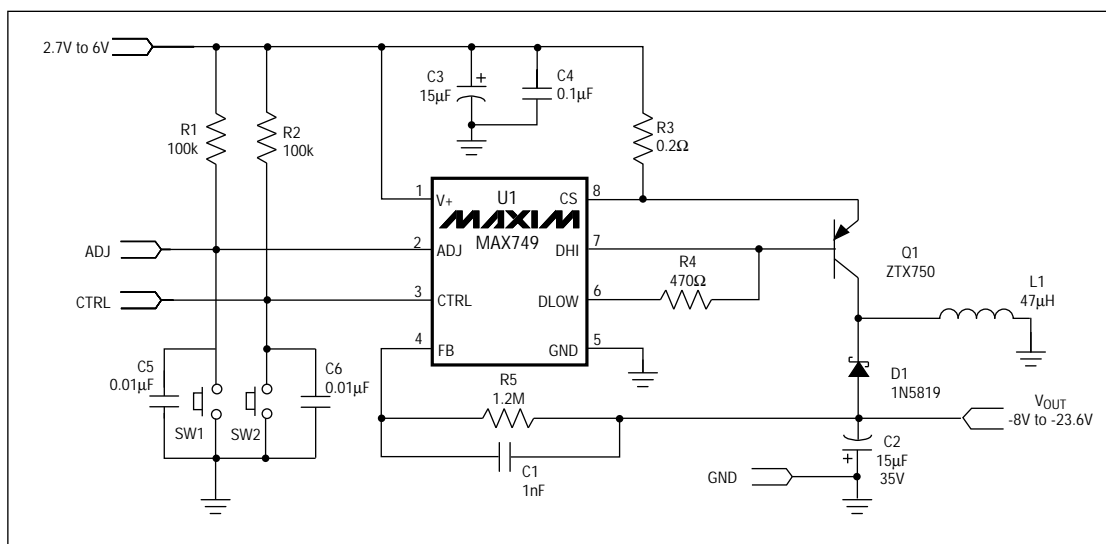 2.7V to 6V
C3
15µF
+
C4
0.1µF
R1
100k
R2
100k
R3
0.2Ω
1
V+
U1
CS
8
MAXIM
MAX749
ADJ
2
ADJ
DHI
7
Q1
ZTX750
R4
470Ω
L1
47µH
CTRL
3
CTRL
DLOW
6
4
FB
GND
5
C5
0.01µF
C6
0.01µF
SW1
SW2
R5
1.2M
D1
1N5819
VOUT
-8V to -23.6V
C1
1nF
C2
15µF
35V
+
GND